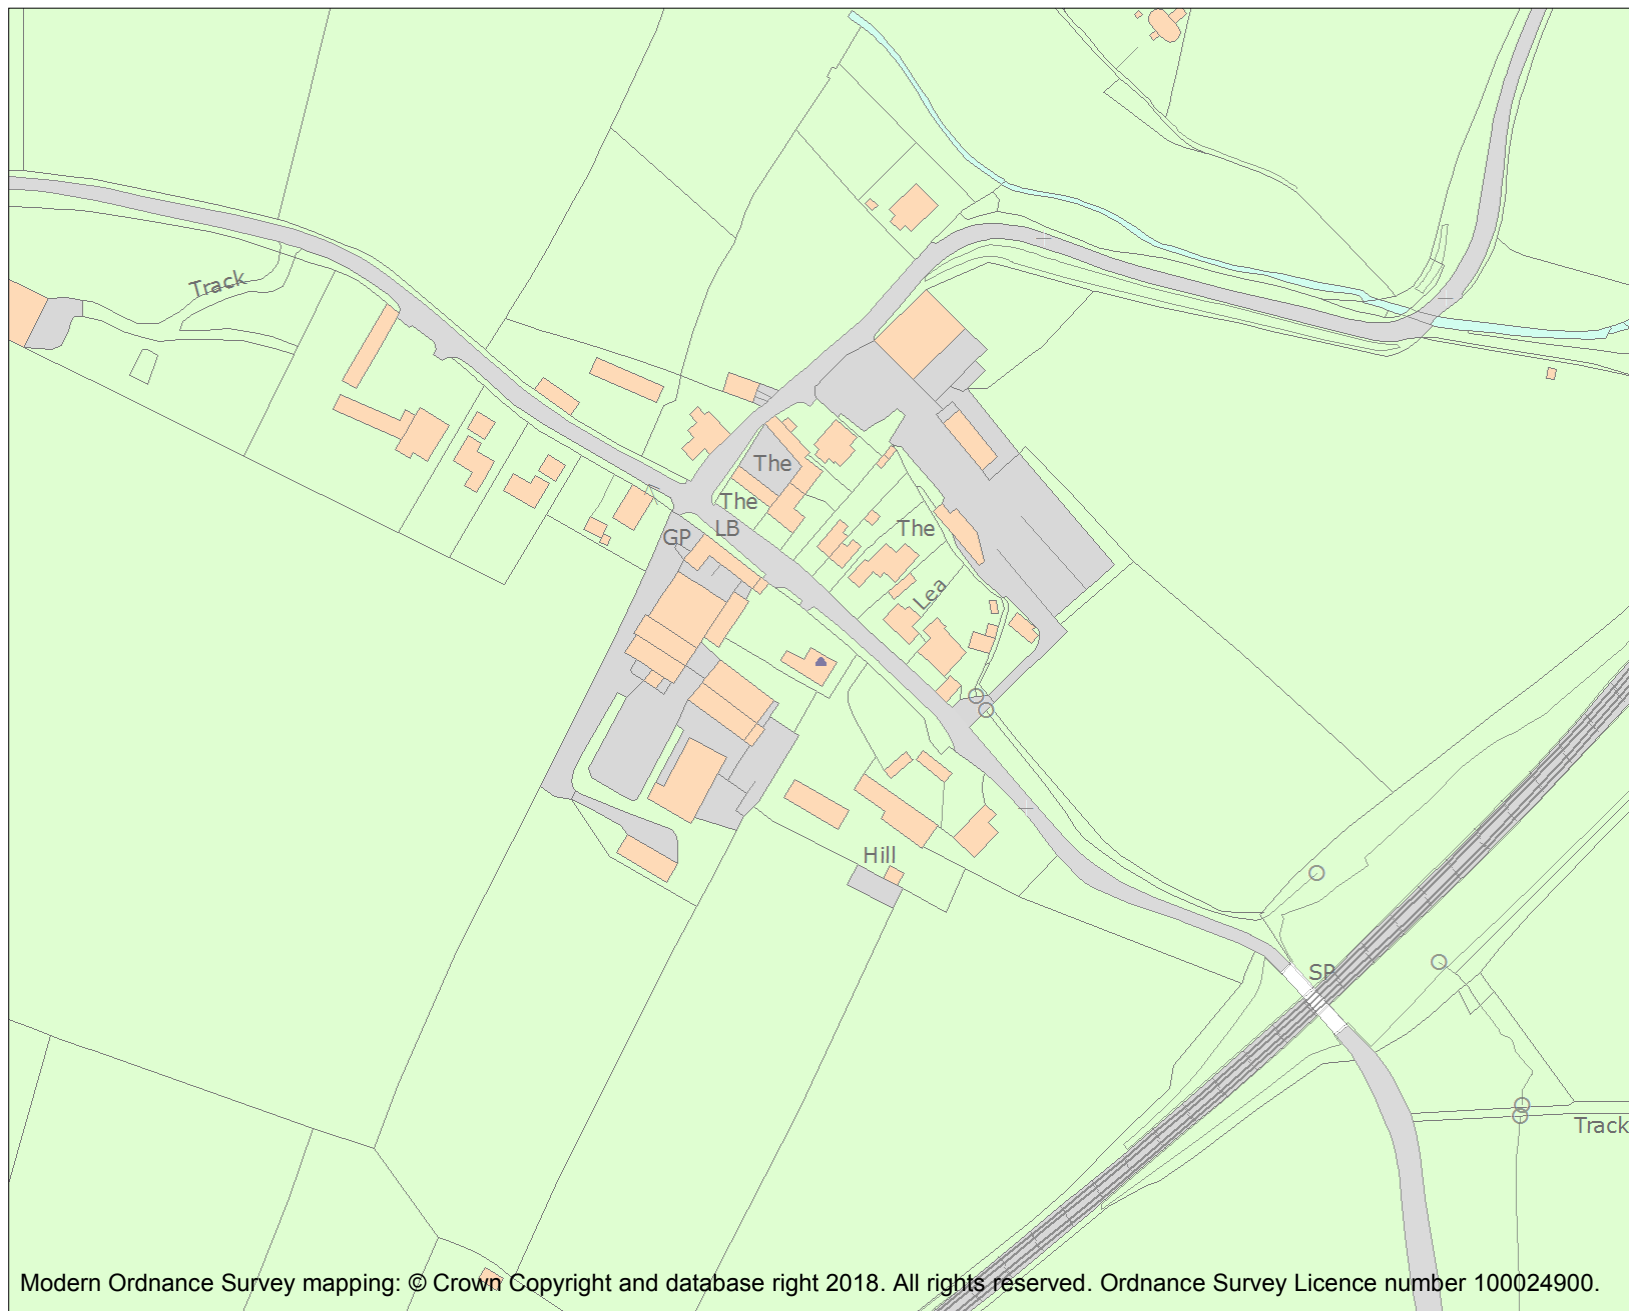 Track
The
The
LB
GP
The
Lea
Hill
SP
Track
Modern Ordnance Survey mapping: © Crown Copyright and database right 2018. All rights reserved. Ordnance Survey Licence number 100024900.